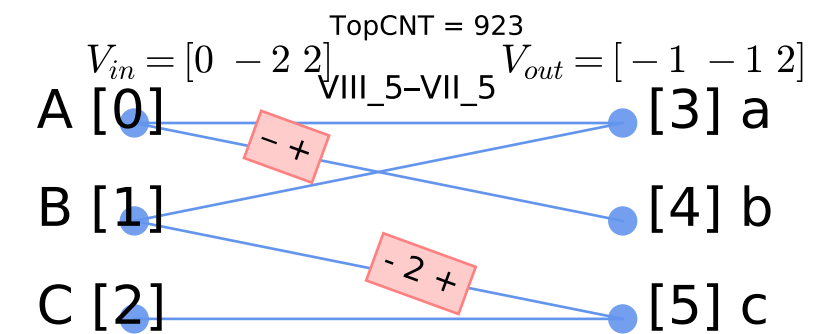 TopCNT = 923
V_in = [0 −2 2] V_out = [−1 −1 2]
VIII_5–VII_5
A [0] [3] a
− +
B [1] [4] b
- 2 +
C [2] [5] c